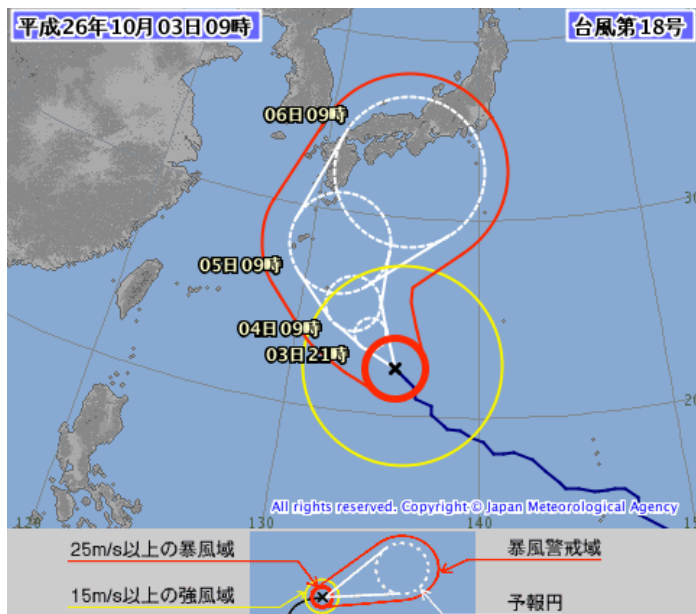 平成26年10月03日09時
台風第18号
06日09時
30
05日09時
04日09時
03日21時
20
All rights reserved. Copyright © Japan Meteorological Agency
120
130
140
15
25m/s以上の暴風域
暴風警戒域
15m/s以上の強風域
予報円